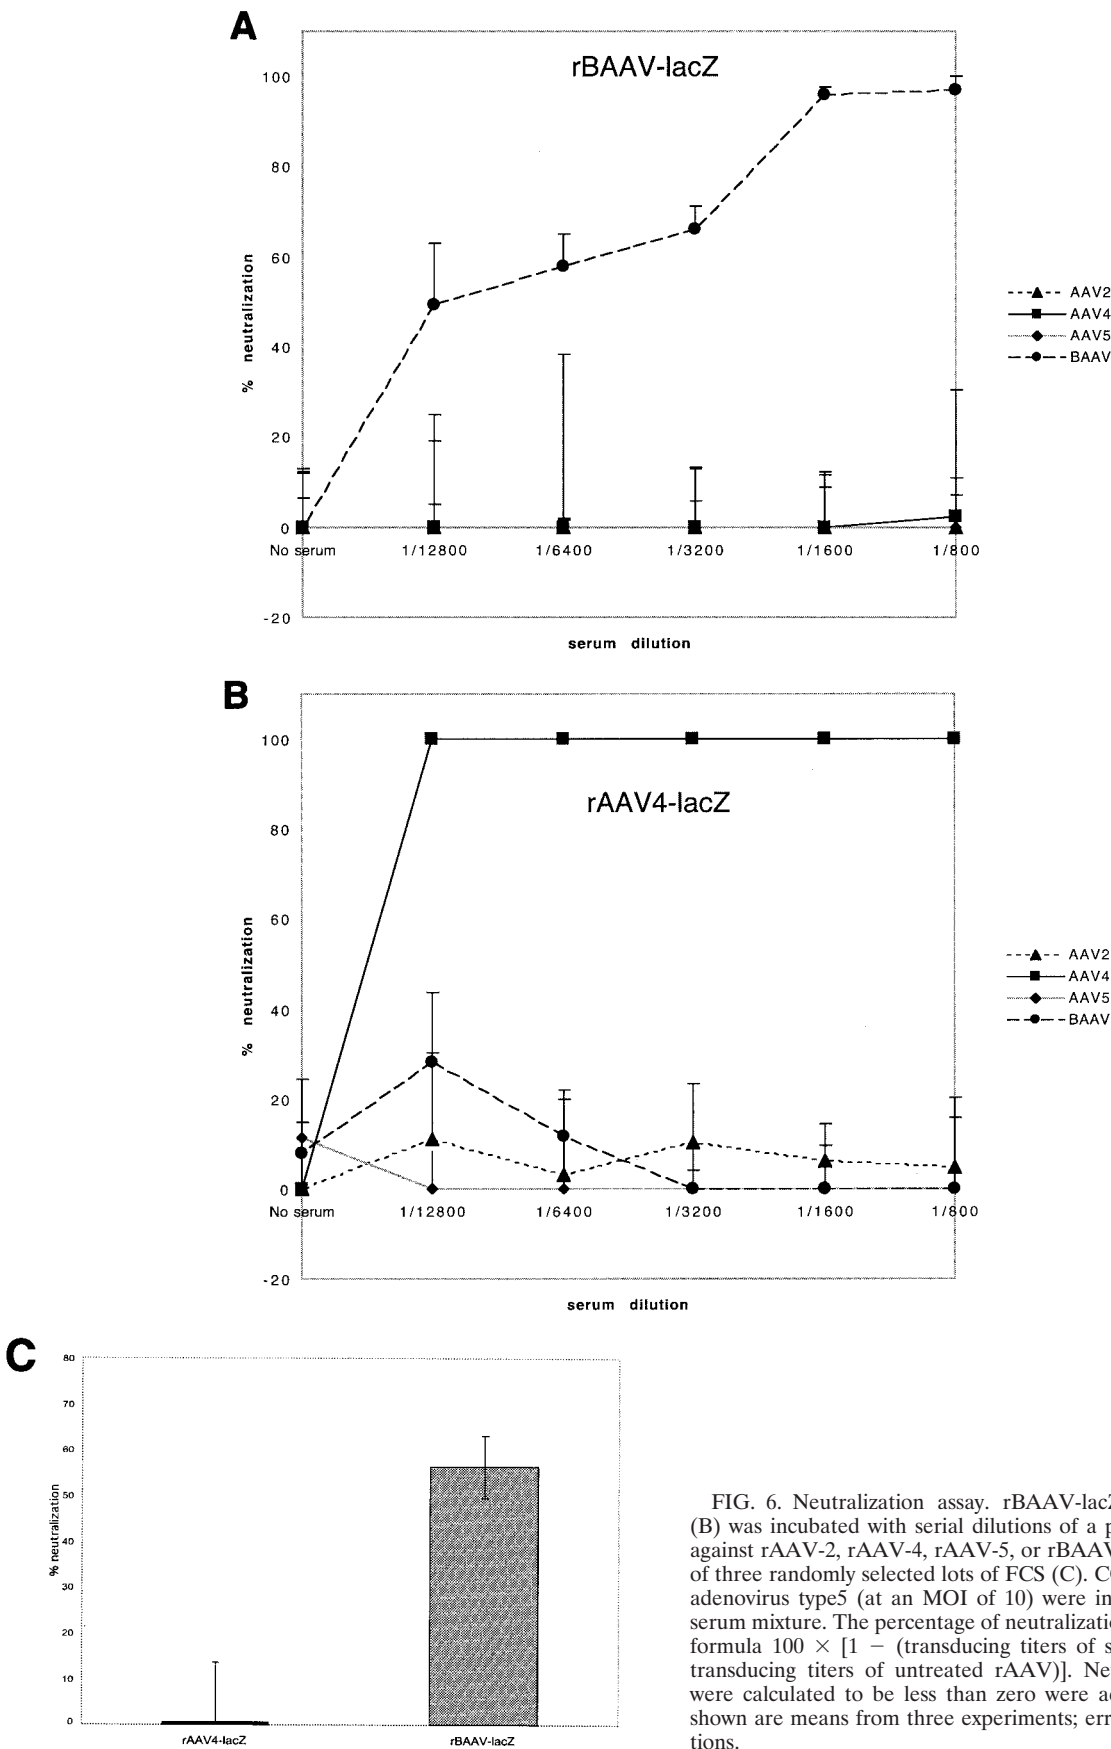 A
rBAAV-lacZ
100
80
60
40
20
0
-20
% neutralization
No serum 1/12800 1/6400 1/3200 1/1600 1/800
serum dilution
AAV2
AAV4
AAV5
BAAV
B
rAAV4-lacZ
100
80
60
40
20
0
-20
% neutralization
No serum 1/12800 1/6400 1/3200 1/1600 1/800
serum dilution
AAV2
AAV4
AAV5
BAAV
C
80
70
60
50
40
30
20
10
0
% neutralization
rAAV4-lacZ rBAAV-lacZ
FIG. 6. Neutralization assay. rBAAV-lacZ
(B) was incubated with serial dilutions of a p
against rAAV-2, rAAV-4, rAAV-5, or rBAAV
of three randomly selected lots of FCS (C). CO
adenovirus type5 (at an MOI of 10) were in
serum mixture. The percentage of neutralizatio
formula 100 × [1 − (transducing titers of s
transducing titers of untreated rAAV)]. Ne
were calculated to be less than zero were a
shown are means from three experiments; err
tions.